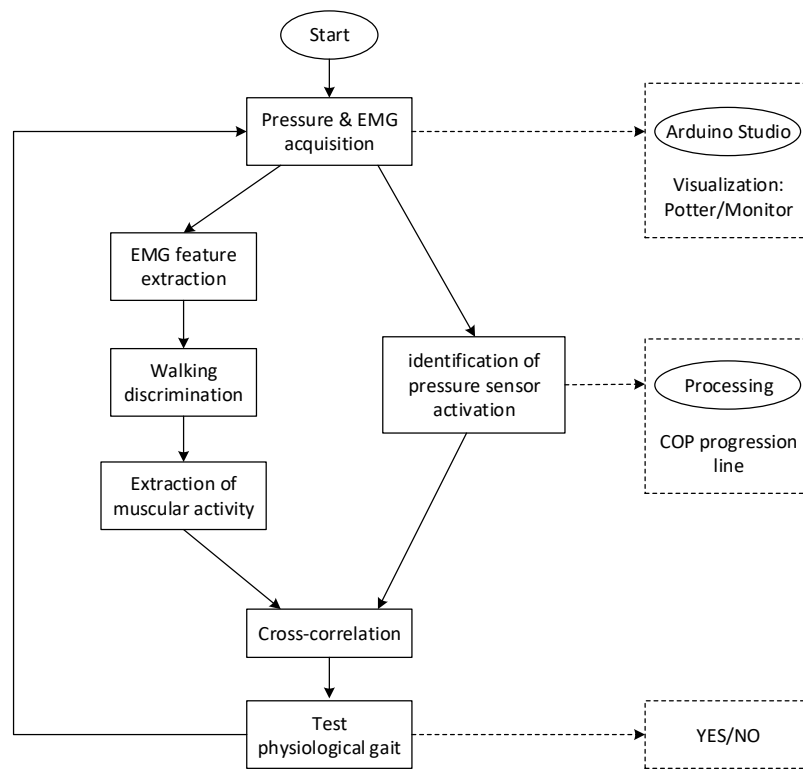 Start
Pressure & EMG
acquisition
Arduino Studio
Visualization:
Potter/Monitor
EMG feature
extraction
Walking
discrimination
identification of
pressure sensor
activation
Processing
COP progression
line
Extraction of
muscular activity
Cross-correlation
Test
physiological gait
YES/NO